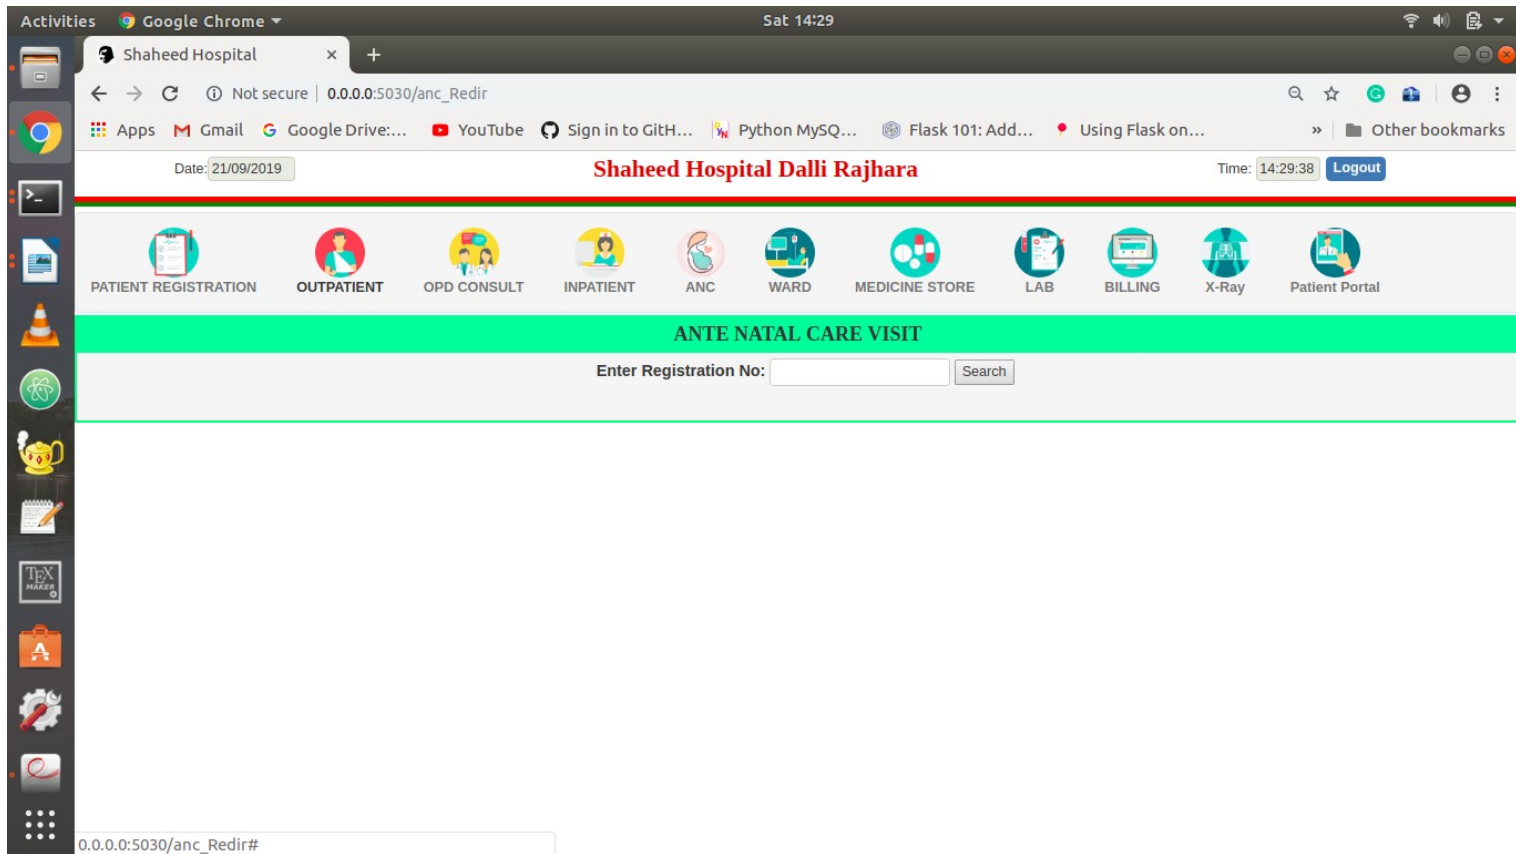 Activities Google Chrome Sat 14:29
Shaheed Hospital
Not secure 0.0.0.0:5030/anc_Redir
Apps Gmail Google Drive:... YouTube Sign in to GitH... Python MySQ... Flask 101: Add... Using Flask on... » Other bookmarks
Date: 21/09/2019 Shaheed Hospital Dalli Rajhara Time: 14:29:38 Logout
PATIENT REGISTRATION OUTPATIENT OPD CONSULT INPATIENT ANC WARD MEDICINE STORE LAB BILLING X-Ray Patient Portal
ANTE NATAL CARE VISIT
Enter Registration No: Search
TEX
MAKER
0.0.0.0:5030/anc_Redir#